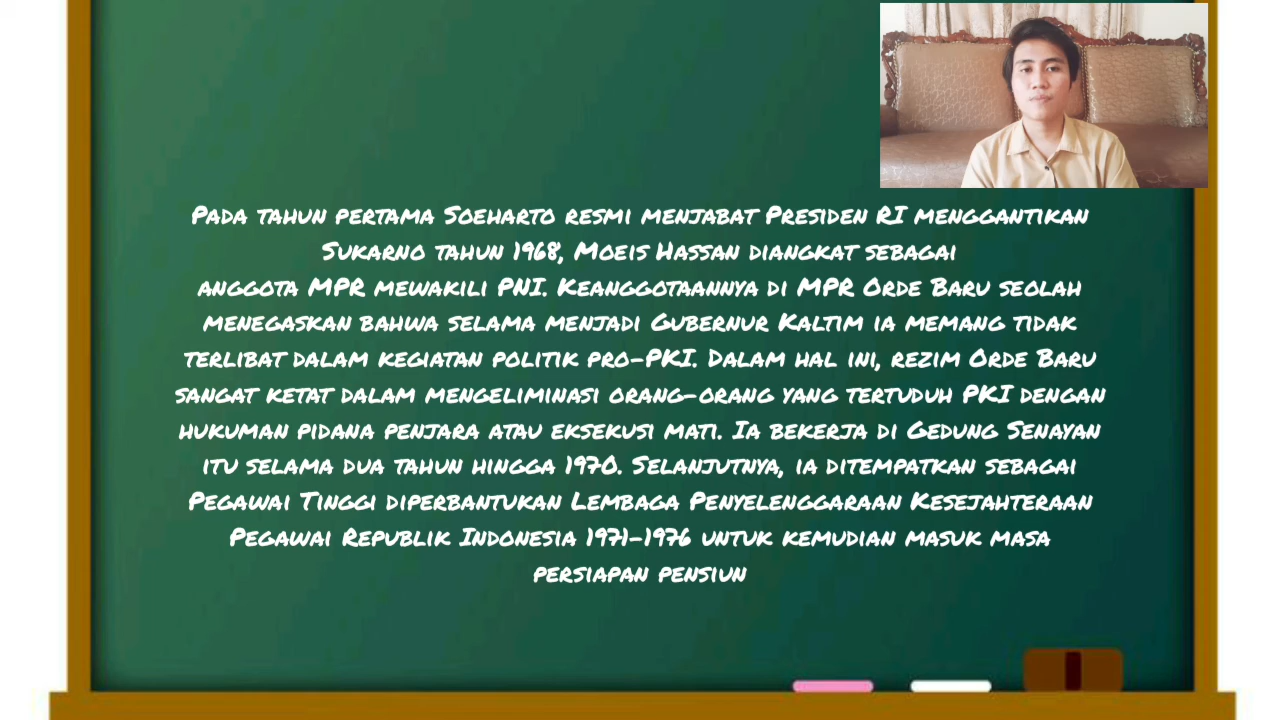 Pada tahun pertama Soeharto resmi menjabat Presiden RI menggantikan
Sukarno tahun 1968, Moeis Hassan diangkat sebagai
anggota MPR mewakili PNI. Keanggotaannya di MPR Orde Baru seolah
menegaskan bahwa selama menjadi Gubernur Kaltim ia memang tidak
terlibat dalam kegiatan politik pro-PKI. Dalam hal ini, rezim Orde Baru
sangat ketat dalam mengeliminasi orang-orang yang tertuduh PKI dengan
hukuman pidana penjara atau eksekusi mati. Ia bekerja di Gedung Senayan
itu selama dua tahun hingga 1970. Selanjutnya, ia ditempatkan sebagai
Pegawai Tinggi diperbantukan Lembaga Penyelenggaraan Kesejahteraan
Pegawai Republik Indonesia 1971-1976 untuk kemudian masuk masa
persiapan pensiun